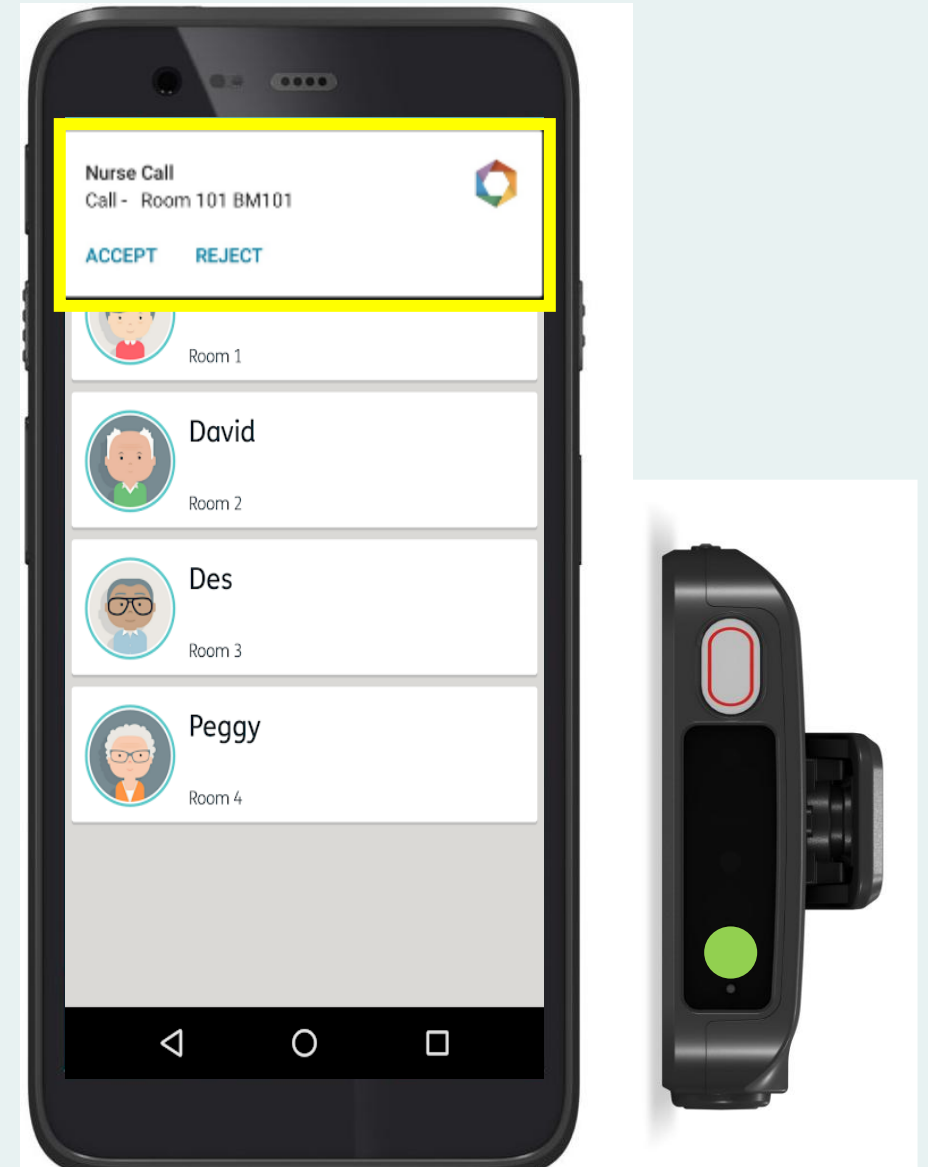 Nurse Call
Call - Room 101 BM101
ACCEPT REJECT
Room 1
David
Room 2
Des
Room 3
Peggy
Room 4